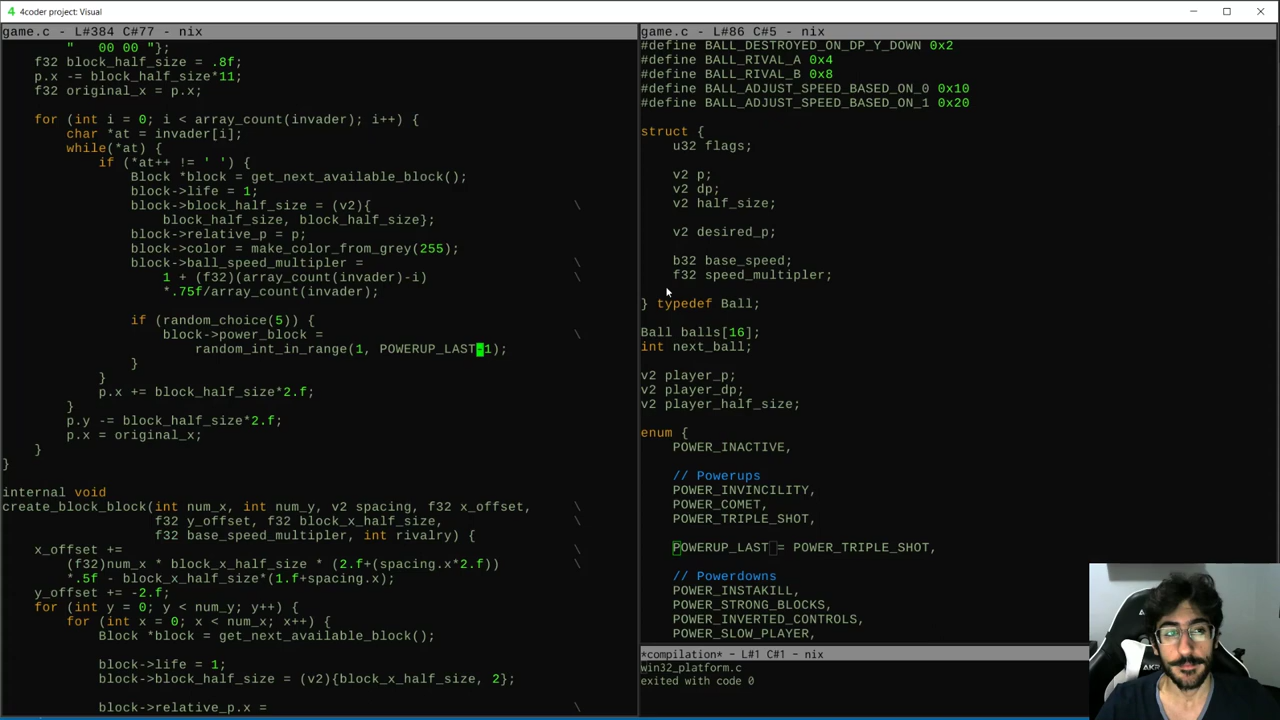 4coder project: Visual
game.c - L#384 C#77 - nix
"   00 00 "};
f32 block_half_size = .8f;
p.x -= block_half_size*11;
f32 original_x = p.x;
for (int i = 0; i < array_count(invader); i++) {
char *at = invader[i];
while(*at) {
if (*at++ != ' ') {
Block *block = get_next_available_block();
block->life = 1;
block->block_half_size = (v2){ \
block_half_size, block_half_size};
block->relative_p = p; \
block->color = make_color_from_grey(255);
block->ball_speed_multipler = \
1 + (f32)(array_count(invader)-i) \
*.75f/array_count(invader);
if (random_choice(5)) {
block->power_block = \
random_int_in_range(1, POWERUP_LAST-1);
}
}
p.x += block_half_size*2.f;
}
p.y -= block_half_size*2.f;
p.x = original_x;
}
}
internal void
create_block_block(int num_x, int num_y, v2 spacing, f32 x_offset, \
f32 y_offset, f32 block_x_half_size, \
f32 base_speed_multipler, int rivalry) {
x_offset += \
(f32)num_x * block_half_size * (2.f+(spacing.x*2.f)) \
*.5f - block_x_half_size*(1.f+spacing.x);
y_offset += -2.f;
for (int y = 0; y < num_y; y++) {
for (int x = 0; x < num_x; x++) {
Block *block = get_next_available_block();
block->life = 1;
block->block_half_size = (v2){block_x_half_size, 2};
block->relative_p.x = \
game.c - L#86 C#5 - nix
#define BALL_DESTROYED_ON_DP_Y_DOWN 0x2
#define BALL_RIVAL_A 0x4
#define BALL_RIVAL_B 0x8
#define BALL_ADJUST_SPEED_BASED_ON_0 0x10
#define BALL_ADJUST_SPEED_BASED_ON_1 0x20
struct {
u32 flags;
v2 p;
v2 dp;
v2 half_size;
v2 desired_p;
b32 base_speed;
f32 speed_multipler;
} typedef Ball;
Ball balls[16];
int next_ball;
v2 player_p;
v2 player_dp;
v2 player_half_size;
enum {
POWER_INACTIVE,
// Powerups
POWER_INVINCILITY,
POWER_COMET,
POWER_TRIPLE_SHOT,
POWERUP_LAST = POWER_TRIPLE_SHOT,
// Powerdowns
POWER_INSTAKILL,
POWER_STRONG_BLOCKS,
POWER_INVERTED_CONTROLS,
POWER_SLOW_PLAYER,
*compilation* - L#1 C#1 - nix
win32_platform.c
exited with code 0